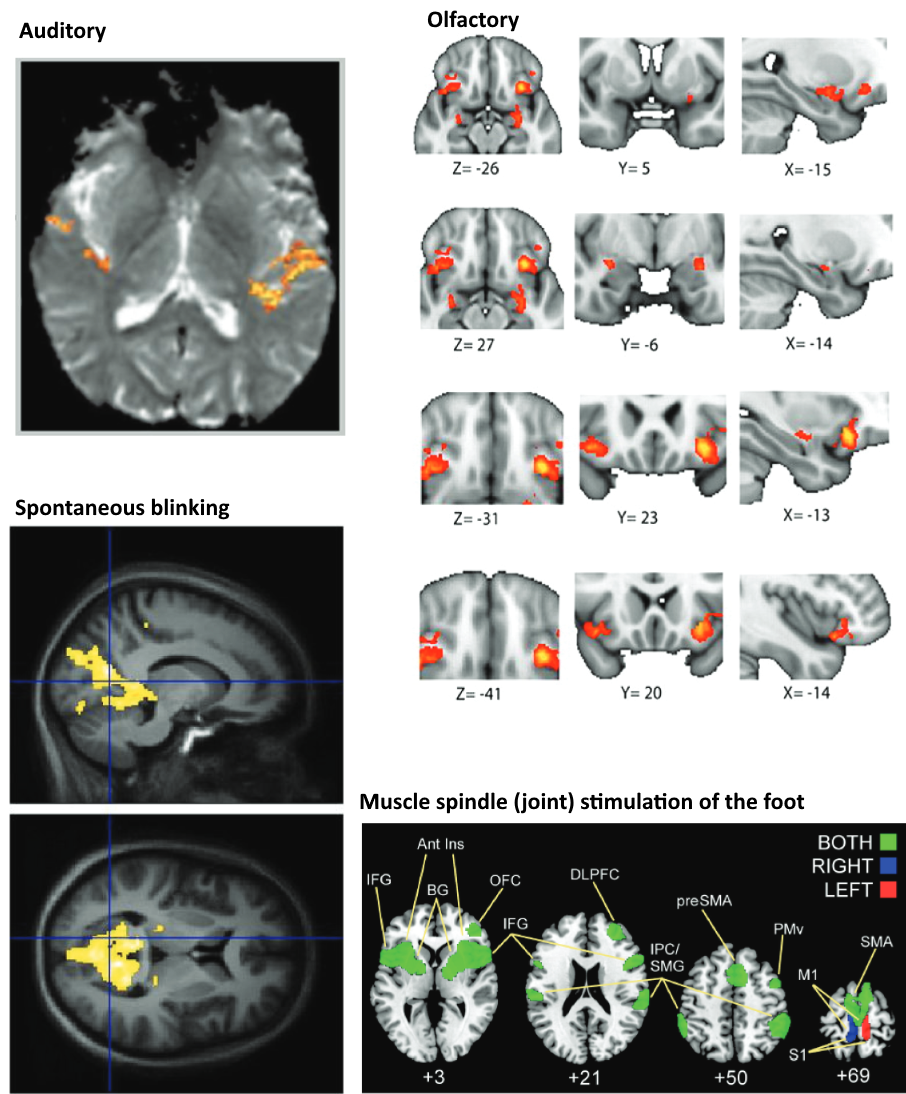 Auditory
Olfactory
Z= -26
Y= 5
X= -15
Z= 27
Y= -6
X= -14
Z= -31
Y= 23
X= -13
Z= -41
Y= 20
X= -14
Spontaneous blinking
Muscle spindle (joint) stimulation of the foot
BOTH
RIGHT
LEFT
Ant Ins
IFG
BG
OFC
IFG
DLPFC
IPC/
SMG
preSMA
PMv
SMA
M1
S1
+3
+21
+50
+69